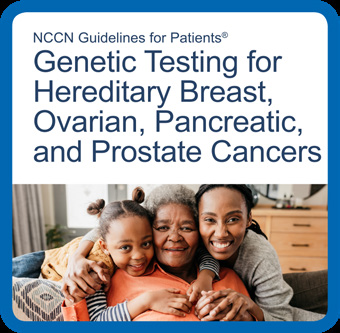 NCCN Guidelines for Patients®
Genetic Testing for
Hereditary Breast,
Ovarian, Pancreatic,
and Prostate Cancers